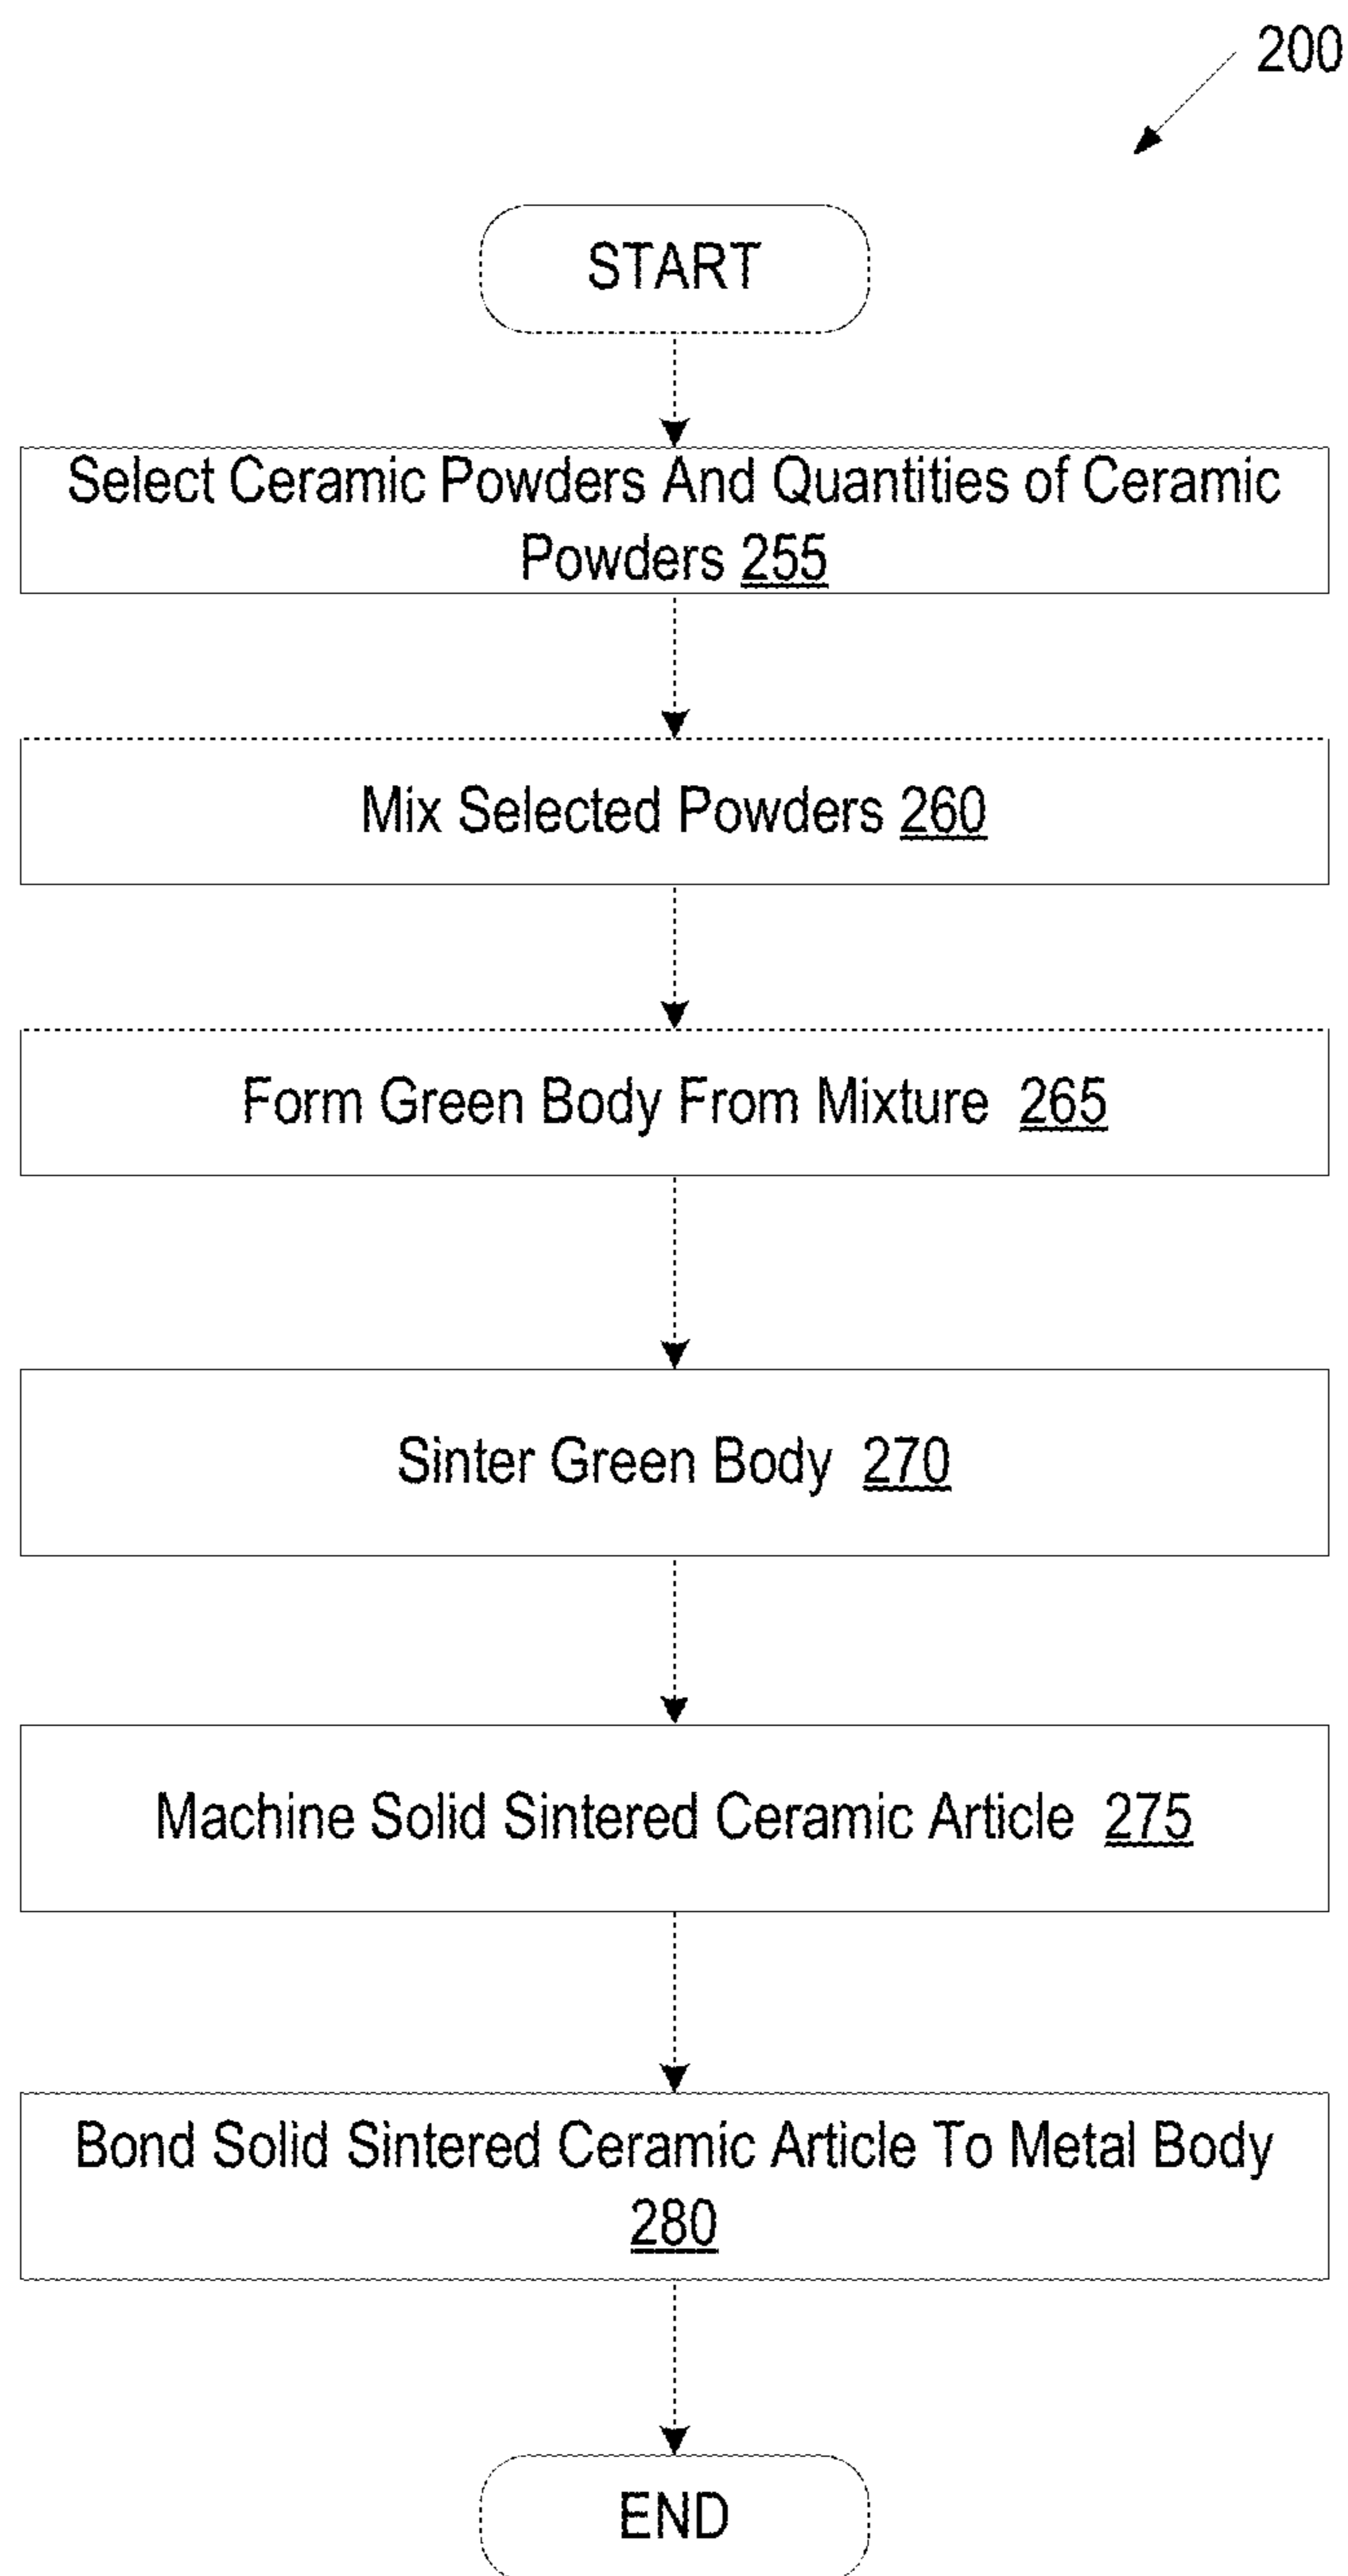 200
START
Select Ceramic Powders And Quantities of Ceramic
Powders 255
Mix Selected Powders 260
Form Green Body From Mixture 265
Sinter Green Body 270
Machine Solid Sintered Ceramic Article 275
Bond Solid Sintered Ceramic Article To Metal Body
280
END